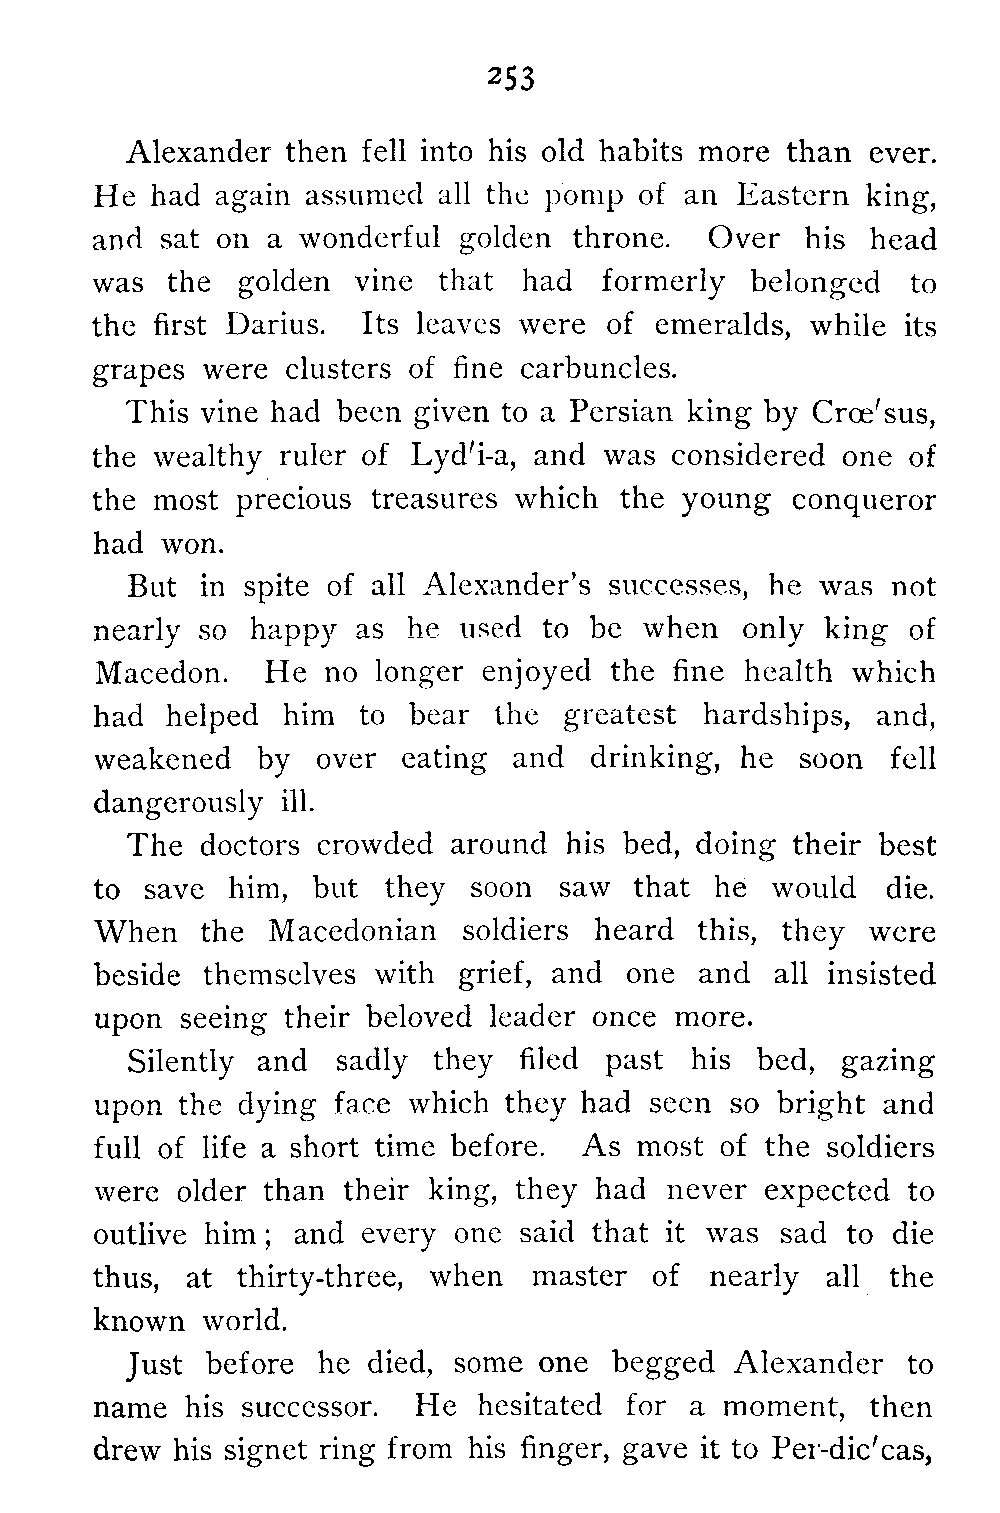 253
Alexander then fell into his old habits more than ever.
He had again assumed all the pomp of an Eastern king,
and sat on a wonderful golden throne. Over his head
was the golden vine that had formerly belonged to
the first Darius. Its leaves were of emeralds, while its
grapes were clusters of fine carbuncles.
This vine had been given to a Persian king by Crœ′sus,
the wealthy ruler of Lyd′i-a, and was considered one of
the most precious treasures which the young conqueror
had won.
But in spite of all Alexander's successes, he was not
nearly so happy as he used to be when only king of
Macedon. He no longer enjoyed the fine health which
had helped him to bear the greatest hardships, and,
weakened by over eating and drinking, he soon fell
dangerously ill.
The doctors crowded around his bed, doing their best
to save him, but they soon saw that he would die.
When the Macedonian soldiers heard this, they were
beside themselves with grief, and one and all insisted
upon seeing their beloved leader once more.
Silently and sadly they filed past his bed, gazing
upon the dying face which they had seen so bright and
full of life a short time before. As most of the soldiers
were older than their king, they had never expected to
outlive him; and every one said that it was sad to die
thus, at thirty-three, when master of nearly all the
known world.
Just before he died, some one begged Alexander to
name his successor. He hesitated for a moment, then
drew his signet ring from his finger, gave it to Per-dic′cas,